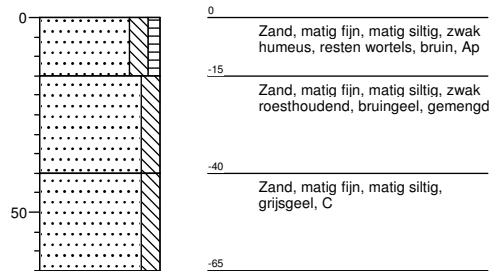 0
0
Zand, matig fijn, matig siltig, zwak
humeus, resten wortels, bruin, Ap
-15
Zand, matig fijn, matig siltig, zwak
roesthoudend, bruingeel, gemengd
-40
Zand, matig fijn, matig siltig,
grijsgeel, C
50
-65